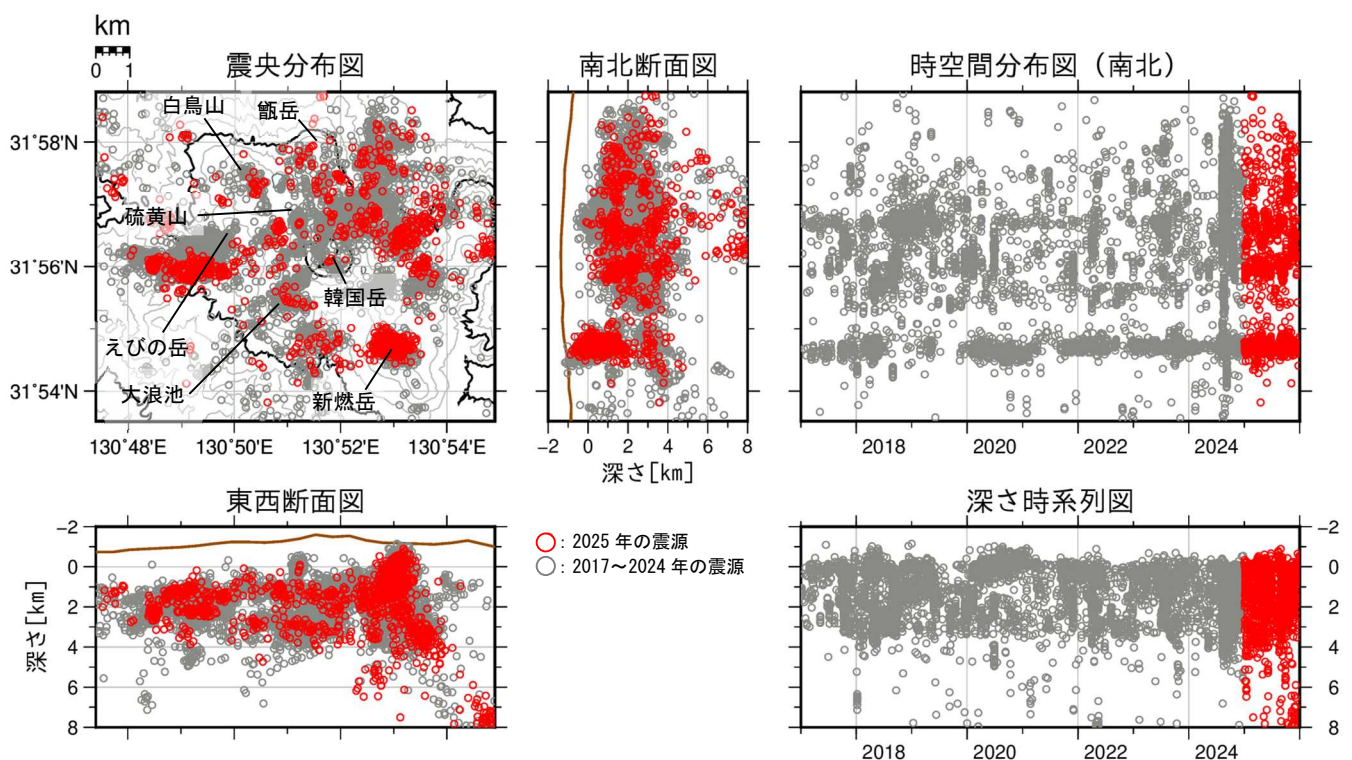 km
0 1
震央分布図
白鳥山
甑岳
硫黄山
韓国岳
えびの岳
大浪池
新燃岳
31°58'N
31°56'N
31°54'N
130°48'E 130°50'E 130°52'E 130°54'E
南北断面図
-2 0 2 4 6 8
深さ[km]
時空間分布図（南北）
2018 2020 2022 2024
東西断面図
-2
0
2
4
6
8
深さ[km]
○：2025 年の震源
○：2017～2024 年の震源
深さ時系列図
-2
0
2
4
6
8
2018 2020 2022 2024